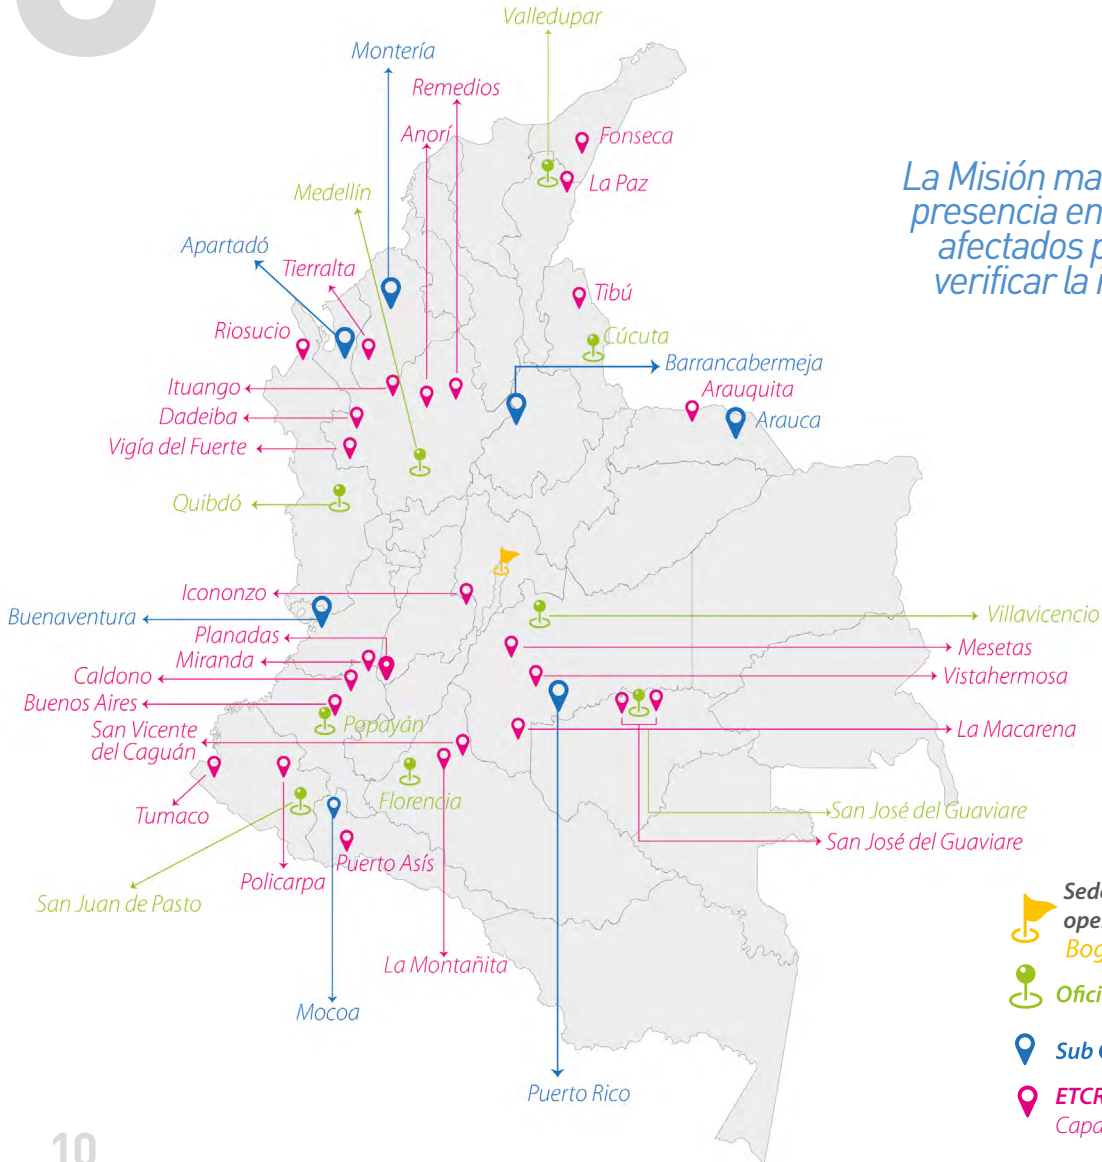 Valledupar
Montería
Remedios
Anorí
Fonseca
La Paz
Medellín
Apartadó
Tierralta
Riosucio
Tibú
Cúcuta
Barrancabermeja
Arauquita
Arauca
Ituango
Dadeiba
Vigía del Fuerte
Quibdó
Icononzo
Buenaventura
Villavicencio
Planadas
Miranda
Mesetas
Caldono
Vistahermosa
Buenos Aires
Popayán
San Vicente
del Caguán
La Macarena
Tumaco
Florencia
San José del Guaviare
San José del Guaviare
Puerto Asís
Policarpa
San Juan de Pasto
La Montañita
Mocoa
Puerto Rico
La Misión ma
presencia en
afectados p
verificar la i
Sed
ope
Bog
Ofici
Sub
ETCR
Capa
10